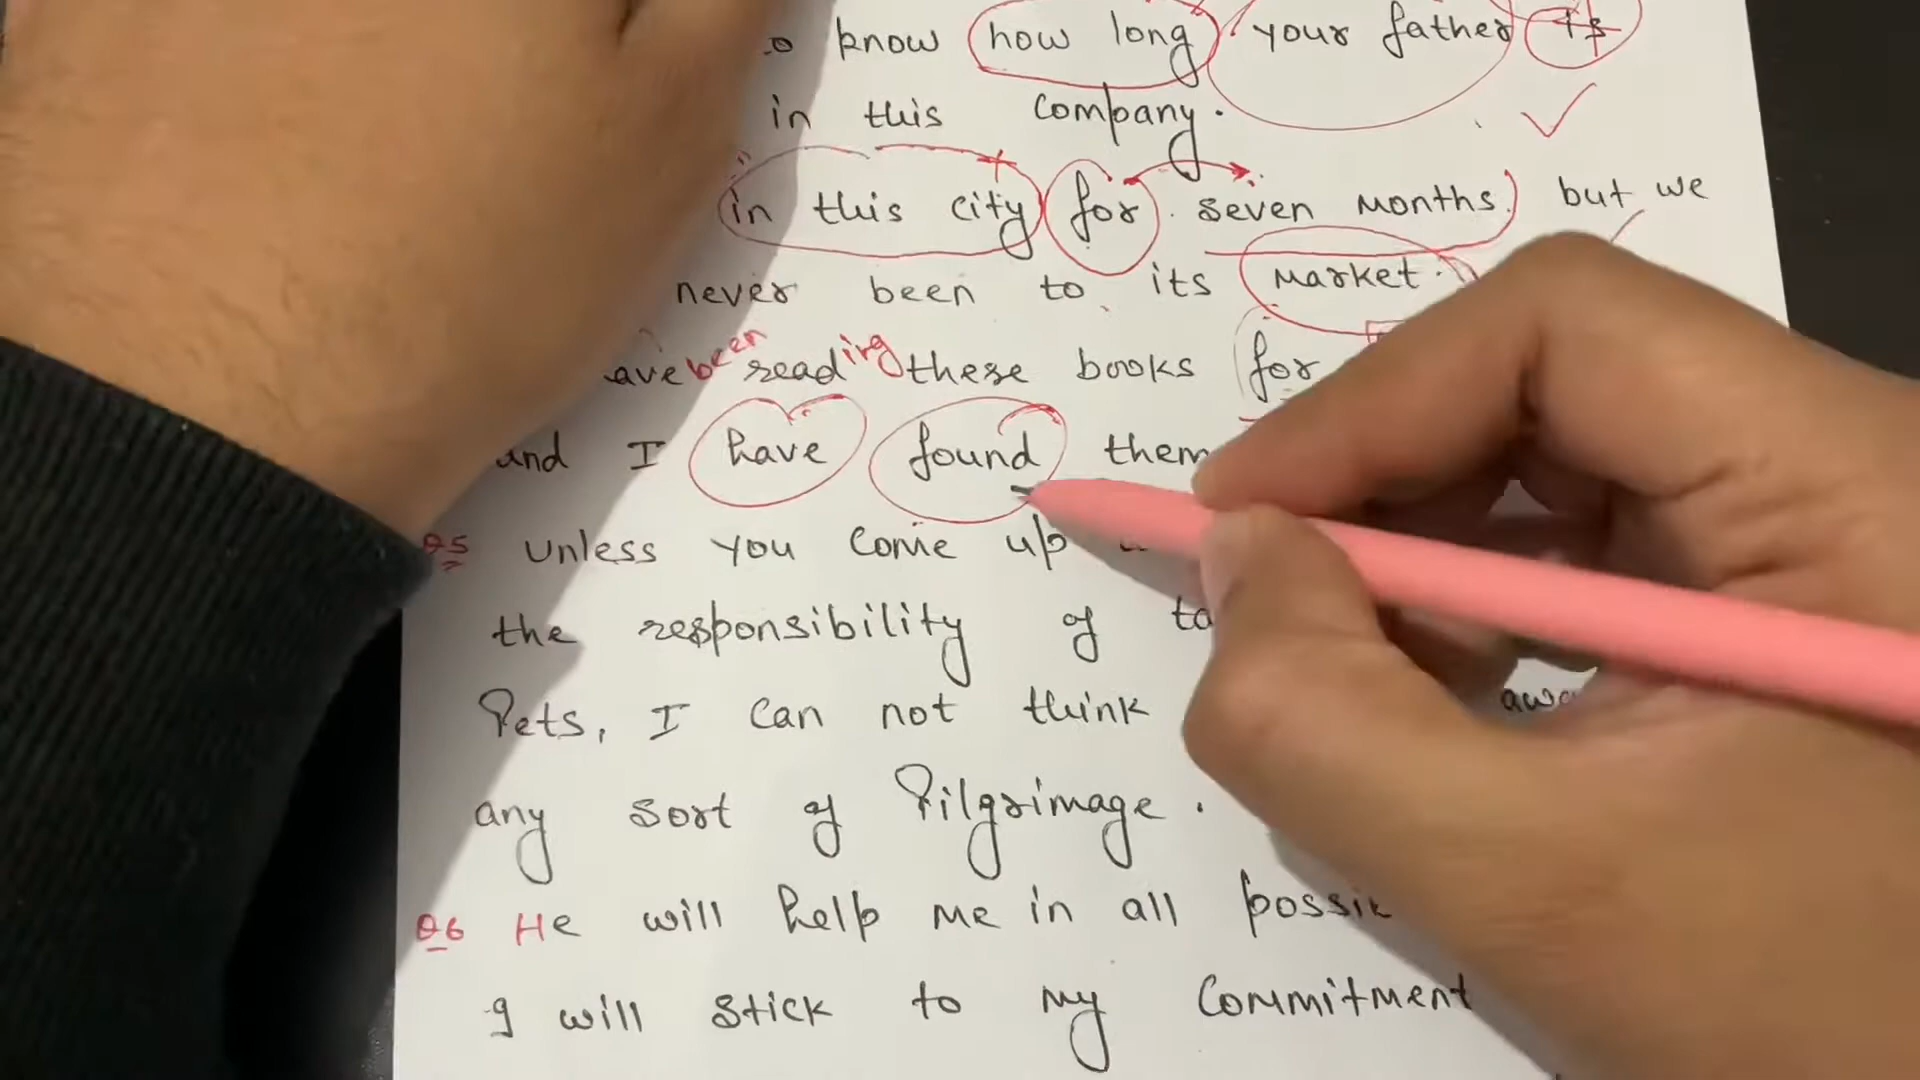 know how long your father is
in this company.
in this city for seven months. but we
never been to its market.
ave been reading these books for
and I have found them
Q5 unless you come up
the responsibility of ta
Pets, I can not think
any sort of Pilgrimage.
Q6 He will help me in all possi
I will stick to my commitment